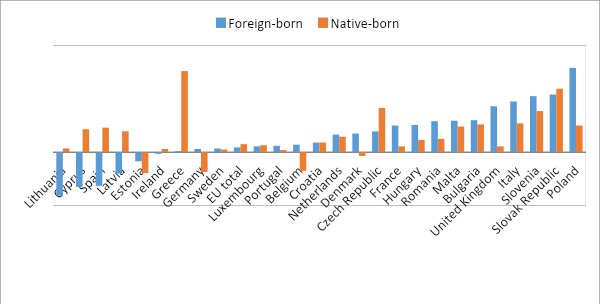 Foreign-born Native-born
Lithuania
Cyprus
Spain
Latvia
Estonia
Ireland
Greece
Germany
Sweden
EU total
Luxembourg
Portugal
Belgium
Croatia
Netherlands
Denmark
Czech Republic
France
Hungary
Romania
Malta
Bulgaria
United Kingdom
Italy
Slovenia
Slovak Republic
Poland